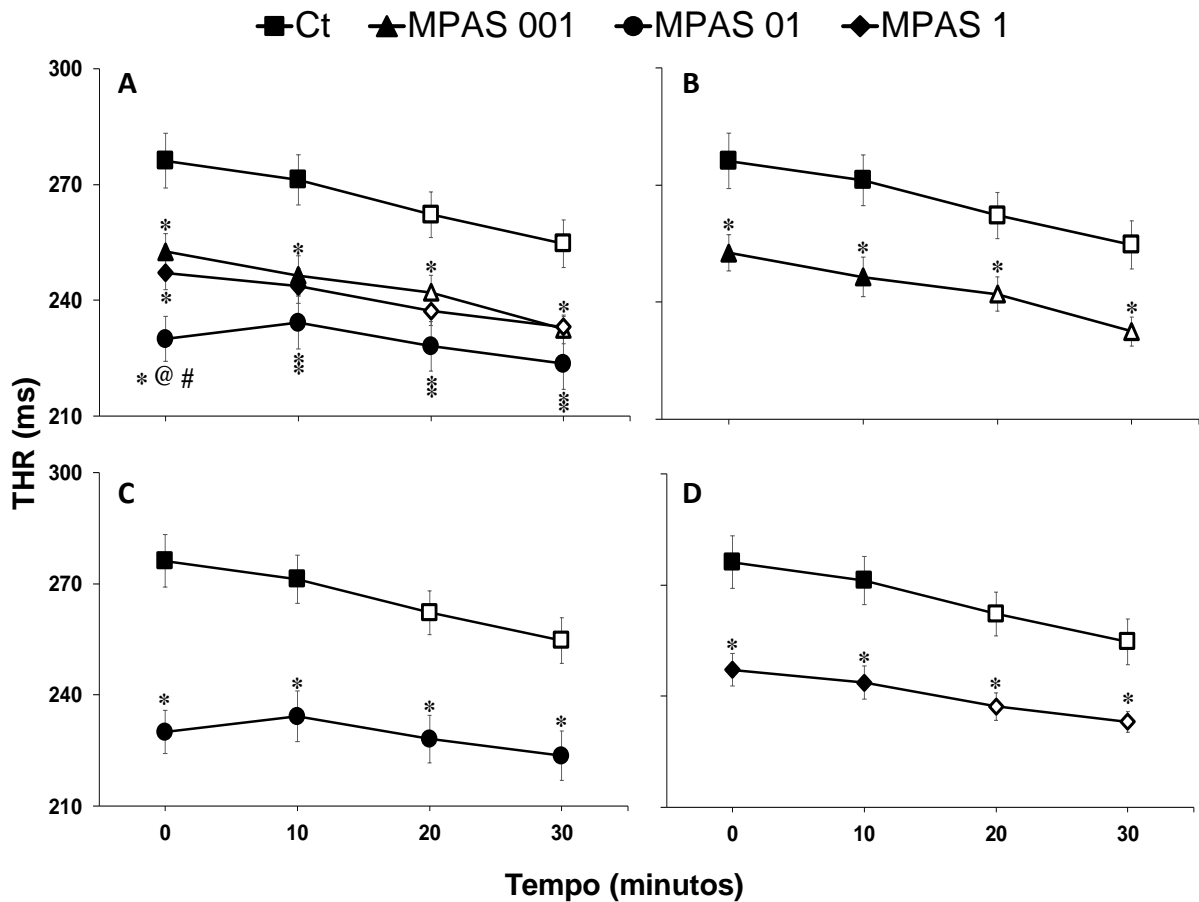 Ct MPAS 001 MPAS 01 MPAS 1
A B
300
270
240
210
* * * *
* * @ #
* * * * * *
* * * *
THR (ms)
C D
300
270
240
210
* * * *
* * * *
0 10 20 30 0 10 20 30
Tempo (minutos)